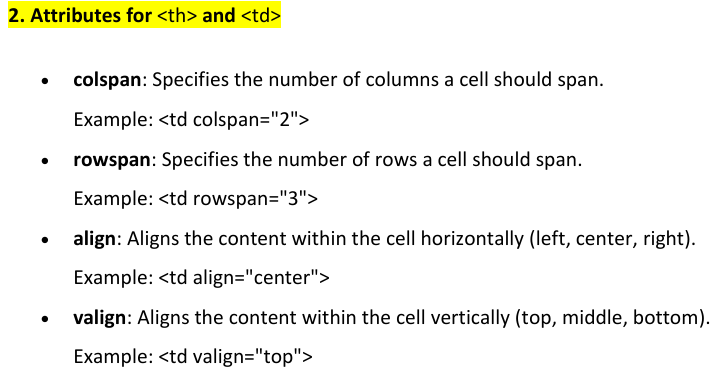 2. Attributes for <th> and <td>
• colspan: Specifies the number of columns a cell should span.
Example: <td colspan="2">
• rowspan: Specifies the number of rows a cell should span.
Example: <td rowspan="3">
• align: Aligns the content within the cell horizontally (left, center, right).
Example: <td align="center">
• valign: Aligns the content within the cell vertically (top, middle, bottom).
Example: <td valign="top">